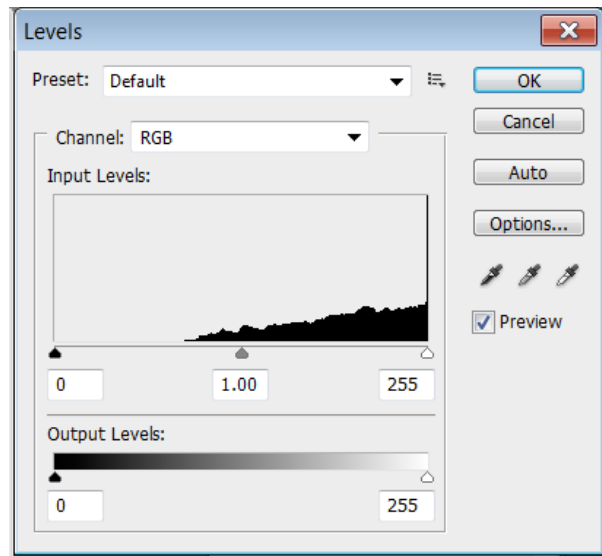 Levels
Preset: Default
OK
Channel: RGB
Cancel
Input Levels:
Auto
Options...
Preview
0 1.00 255
Output Levels:
0 255